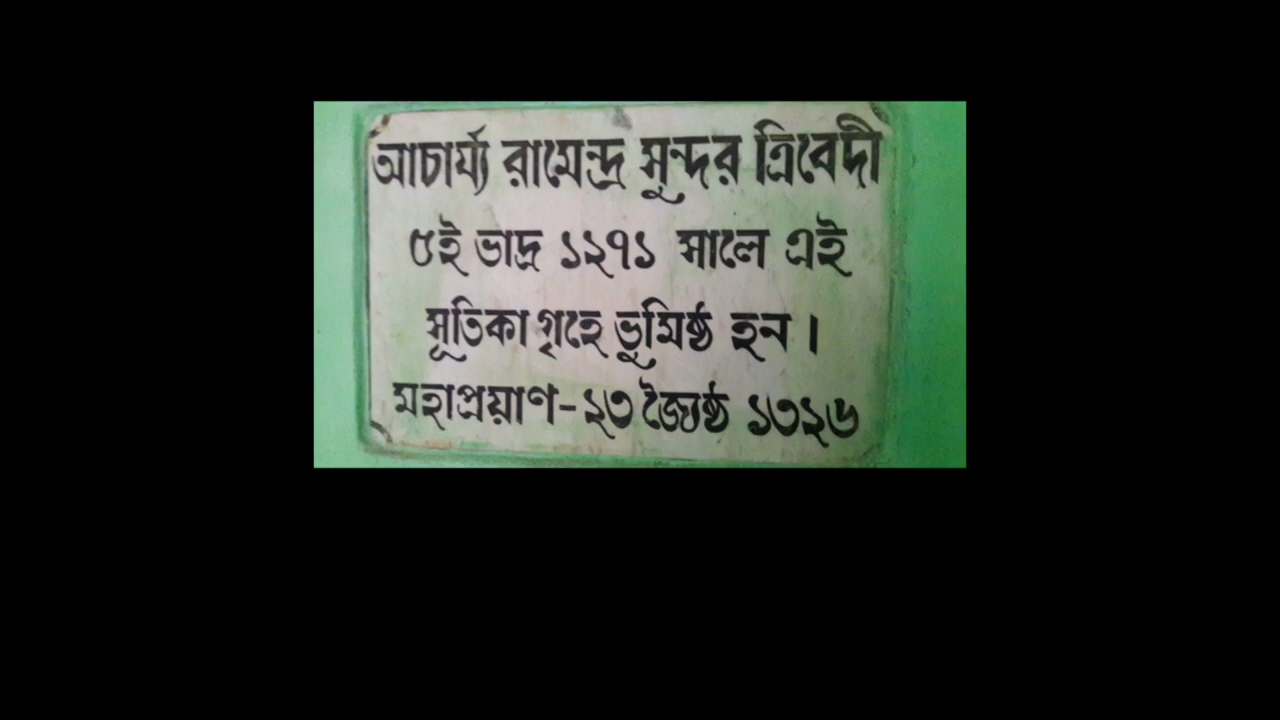 আচার্য্য রামেন্দ্র সুন্দর ত্রিবেদী
৫ই ভাদ্র ১২৭১ সালে এই
সূতিকা গৃহে ভুমিষ্ঠ হন।
মহাপ্রয়াণ-২৩ জ্যৈষ্ঠ ১৩২৬